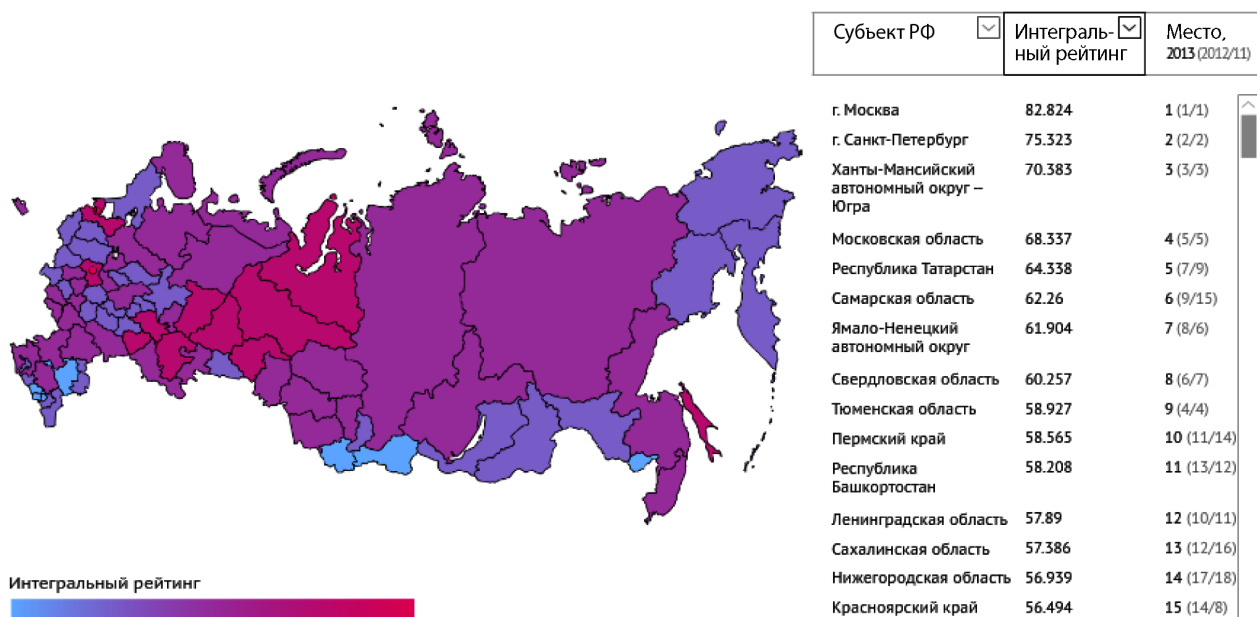 Субъект РФ
Интеграль-
ный рейтинг
Место,
2013 (2012/11)
г. Москва 82.824 1 (1/1)
г. Санкт-Петербург 75.323 2 (2/2)
Ханты-Мансийский 70.383 3 (3/3)
автономный округ –
Югра
Московская область 68.337 4 (5/5)
Республика Татарстан 64.338 5 (7/9)
Самарская область 62.26 6 (9/15)
Ямало-Ненецкий 61.904 7 (8/6)
автономный округ
Свердловская область 60.257 8 (6/7)
Тюменская область 58.927 9 (4/4)
Пермский край 58.565 10 (11/14)
Республика 58.208 11 (13/12)
Башкортостан
Ленинградская область 57.89 12 (10/11)
Сахалинская область 57.386 13 (12/16)
Нижегородская область 56.939 14 (17/18)
Красноярский край 56.494 15 (14/8)
Интегральный рейтинг